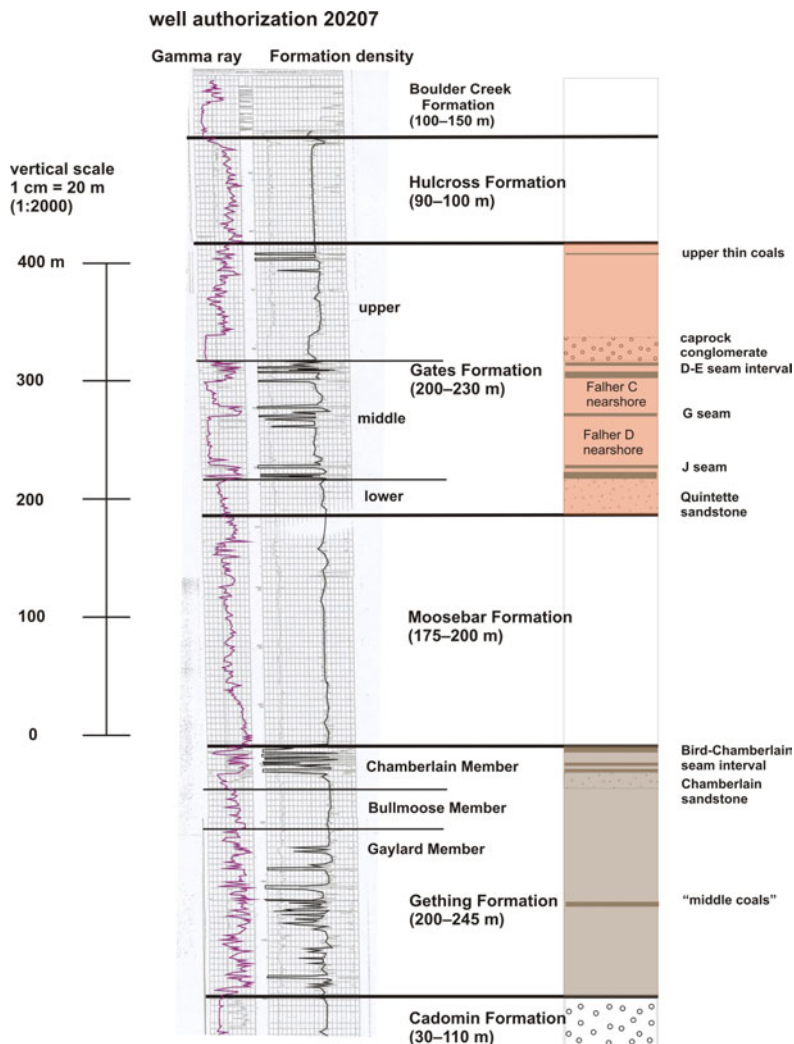 well authorization 20207
Gamma ray
Formation density
Boulder Creek
Formation
(100–150 m)
vertical scale
1 cm = 20 m
(1:2000)
Hulcross Formation
(90–100 m)
400 m
upper thin coals
upper
caprock
conglomerate
D-E seam interval
300
Gates Formation
(200–230 m)
Falher C
nearshore
middle
G seam
Falher D
nearshore
J seam
200
lower
Quintette
sandstone
100
Moosebar Formation
(175–200 m)
0
Bird-Chamberlain
seam interval
Chamberlain Member
Chamberlain
sandstone
Bullmoose Member
Gaylard Member
Gething Formation
(200–245 m)
“middle coals”
Cadomin Formation
(30–110 m)